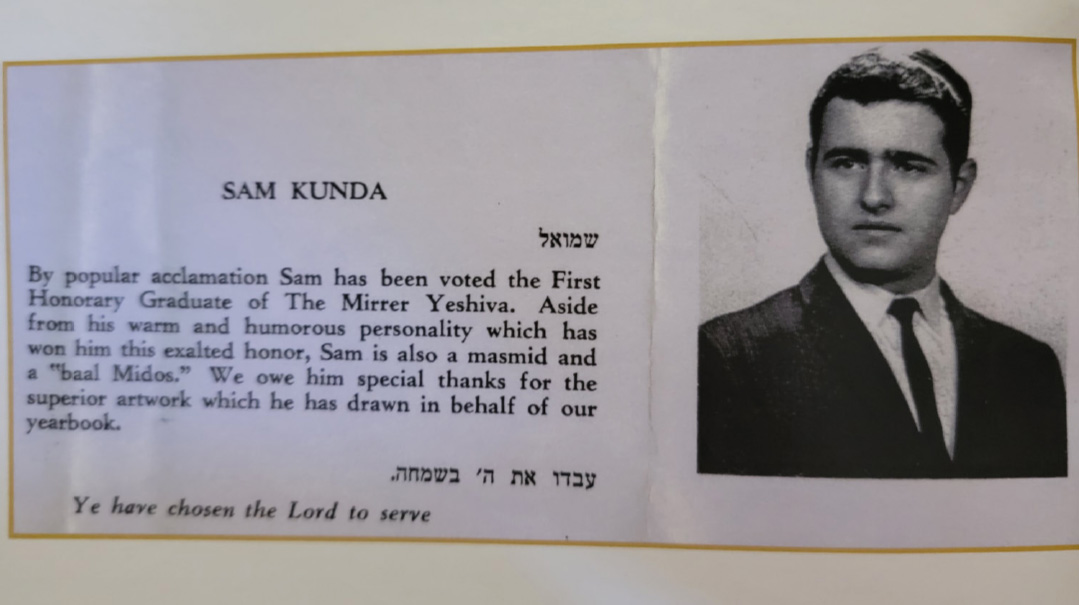 SAM KUNDA
שמואל
By popular acclamation Sam has been voted the First
Honorary Graduate of The Mirrer Yeshiva. Aside
from his warm and humorous personality which has
won him this exalted honor, Sam is also a masmid and
a "baal Midos." We owe him special thanks for the
superior artwork which he has drawn in behalf of our
yearbook.
עבדו את ה' בשמחה.
Ye have chosen the Lord to serve